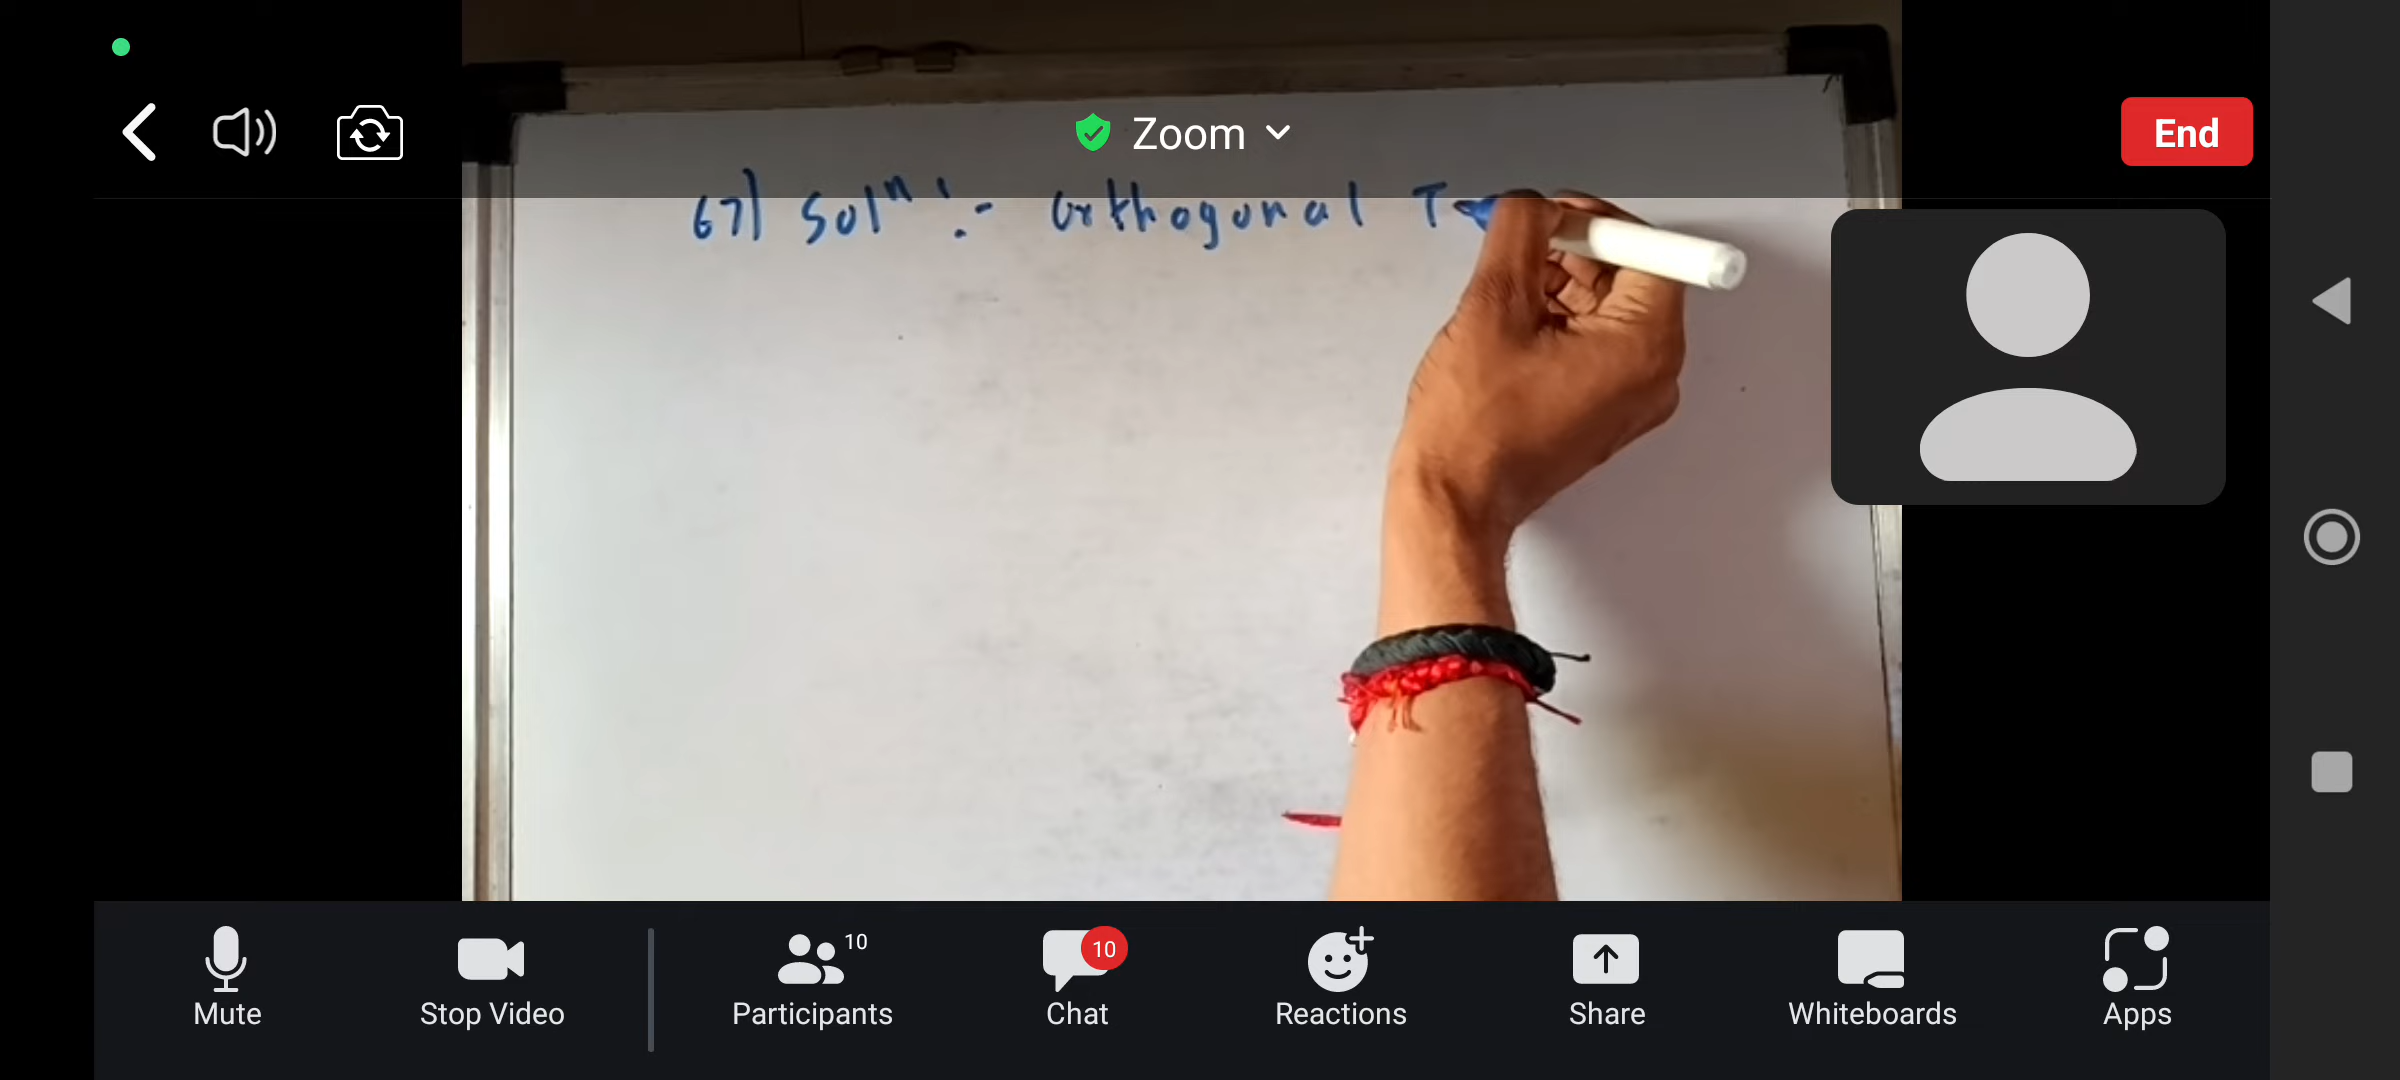 Zoom
End
67) Solⁿ :- Orthogonal T
10
10
Mute
Stop Video
Participants
Chat
Reactions
Share
Whiteboards
Apps